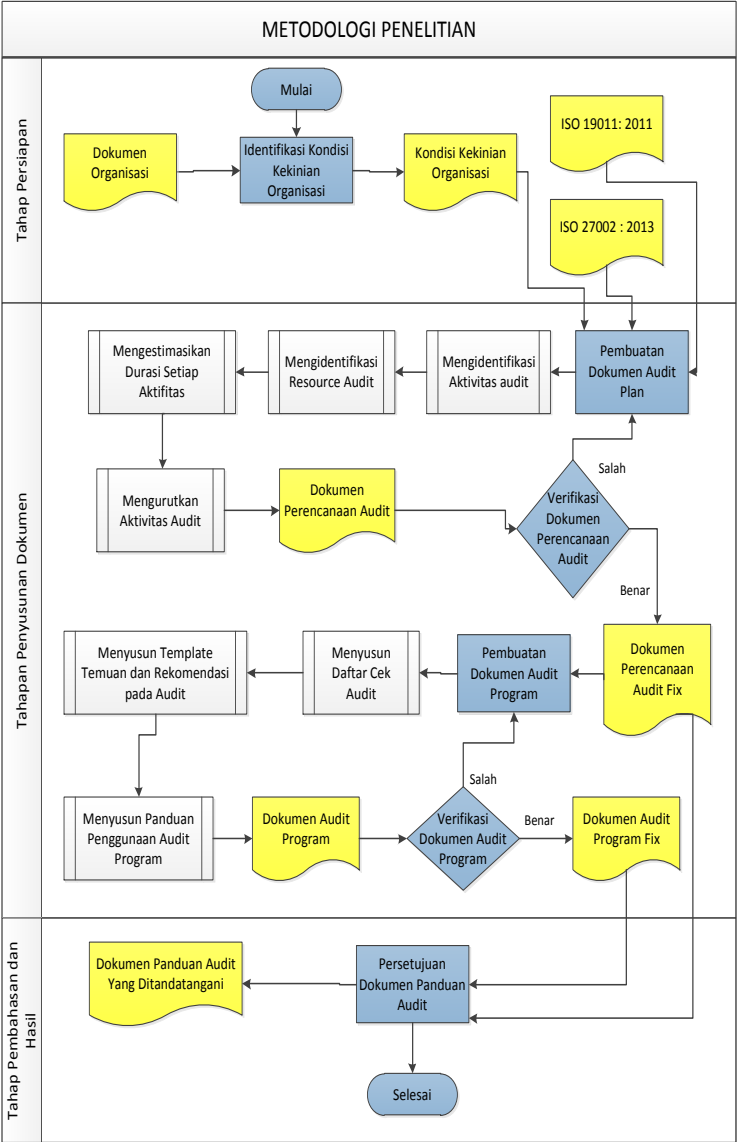 METODOLOGI PENELITIAN
Tahap Persiapan
Mulai
ISO 19011: 2011
Dokumen
Organisasi
Identifikasi Kondisi
Kekinian
Organisasi
Kondisi Kekinian
Organisasi
ISO 27002 : 2013
Tahapan Penyusunan Dokumen
Mengestimasikan
Durasi Setiap
Aktifitas
Mengidentifikasi
Resource Audit
Mengidentifikasi
Aktivitas audit
Pembuatan
Dokumen Audit
Plan
Salah
Mengurutkan
Aktivitas Audit
Dokumen
Perencanaan Audit
Verifikasi
Dokumen
Perencanaan
Audit
Benar
Menyusun Template
Temuan dan Rekomendasi
pada Audit
Menyusun
Daftar Cek
Audit
Pembuatan
Dokumen Audit
Program
Dokumen
Perencanaan
Audit Fix
Salah
Menyusun Panduan
Penggunaan Audit
Program
Dokumen Audit
Program
Verifikasi
Dokumen Audit
Program
Benar
Dokumen Audit
Program Fix
Tahap Pembahasan dan
Hasil
Dokumen Panduan Audit
Yang Ditandatangani
Persetujuan
Dokumen Panduan
Audit
Selesai